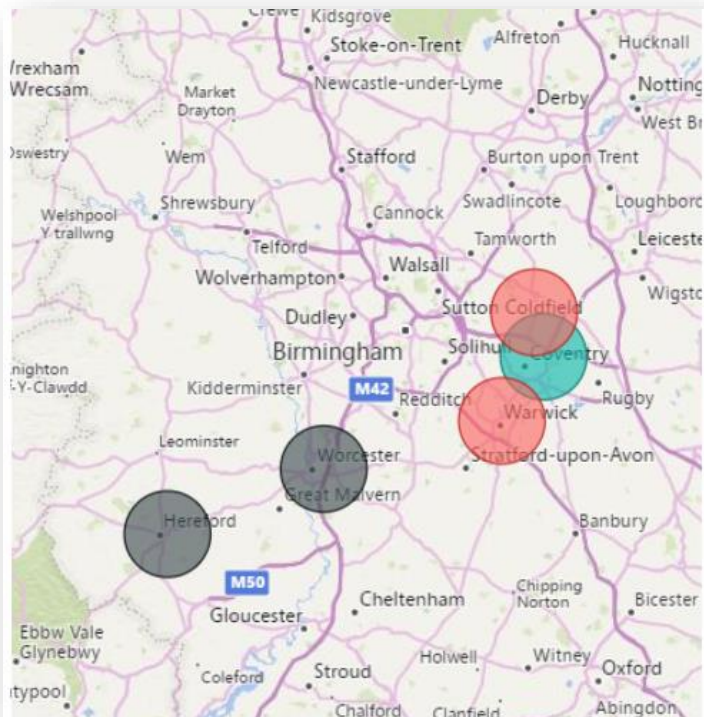 Crewe
Kidsgrove
Stoke-on-Trent
Alfreton
Hucknall
Wrexham
Wrecsam
Newcastle-under-Lyme
Market
Drayton
Derby
Notting
West Br
Oswestry
Wem
Stafford
Burton upon Trent
Swadlincote
Loughboro
Welshpool
Y trallwng
Shrewsbury
Cannock
Telford
Tamworth
Leiceste
Wolverhampton
Walsall
Wigsto
Sutton Coldfield
Dudley
Birmingham
Solihull
Coventry
nighton
f-Y-Clawdd
Kidderminster
M42
Redditch
Warwick
Rugby
Leominster
Worcester
Stratford-upon-Avon
Great Malvern
Hereford
Banbury
M50
Chipping
Norton
Cheltenham
Bicester
Gloucester
Ebbw Vale
Glynebwy
Coleford
Holwell
Witney
Oxford
Stroud
ntypool
Chalford
Clanfield
Abingdon